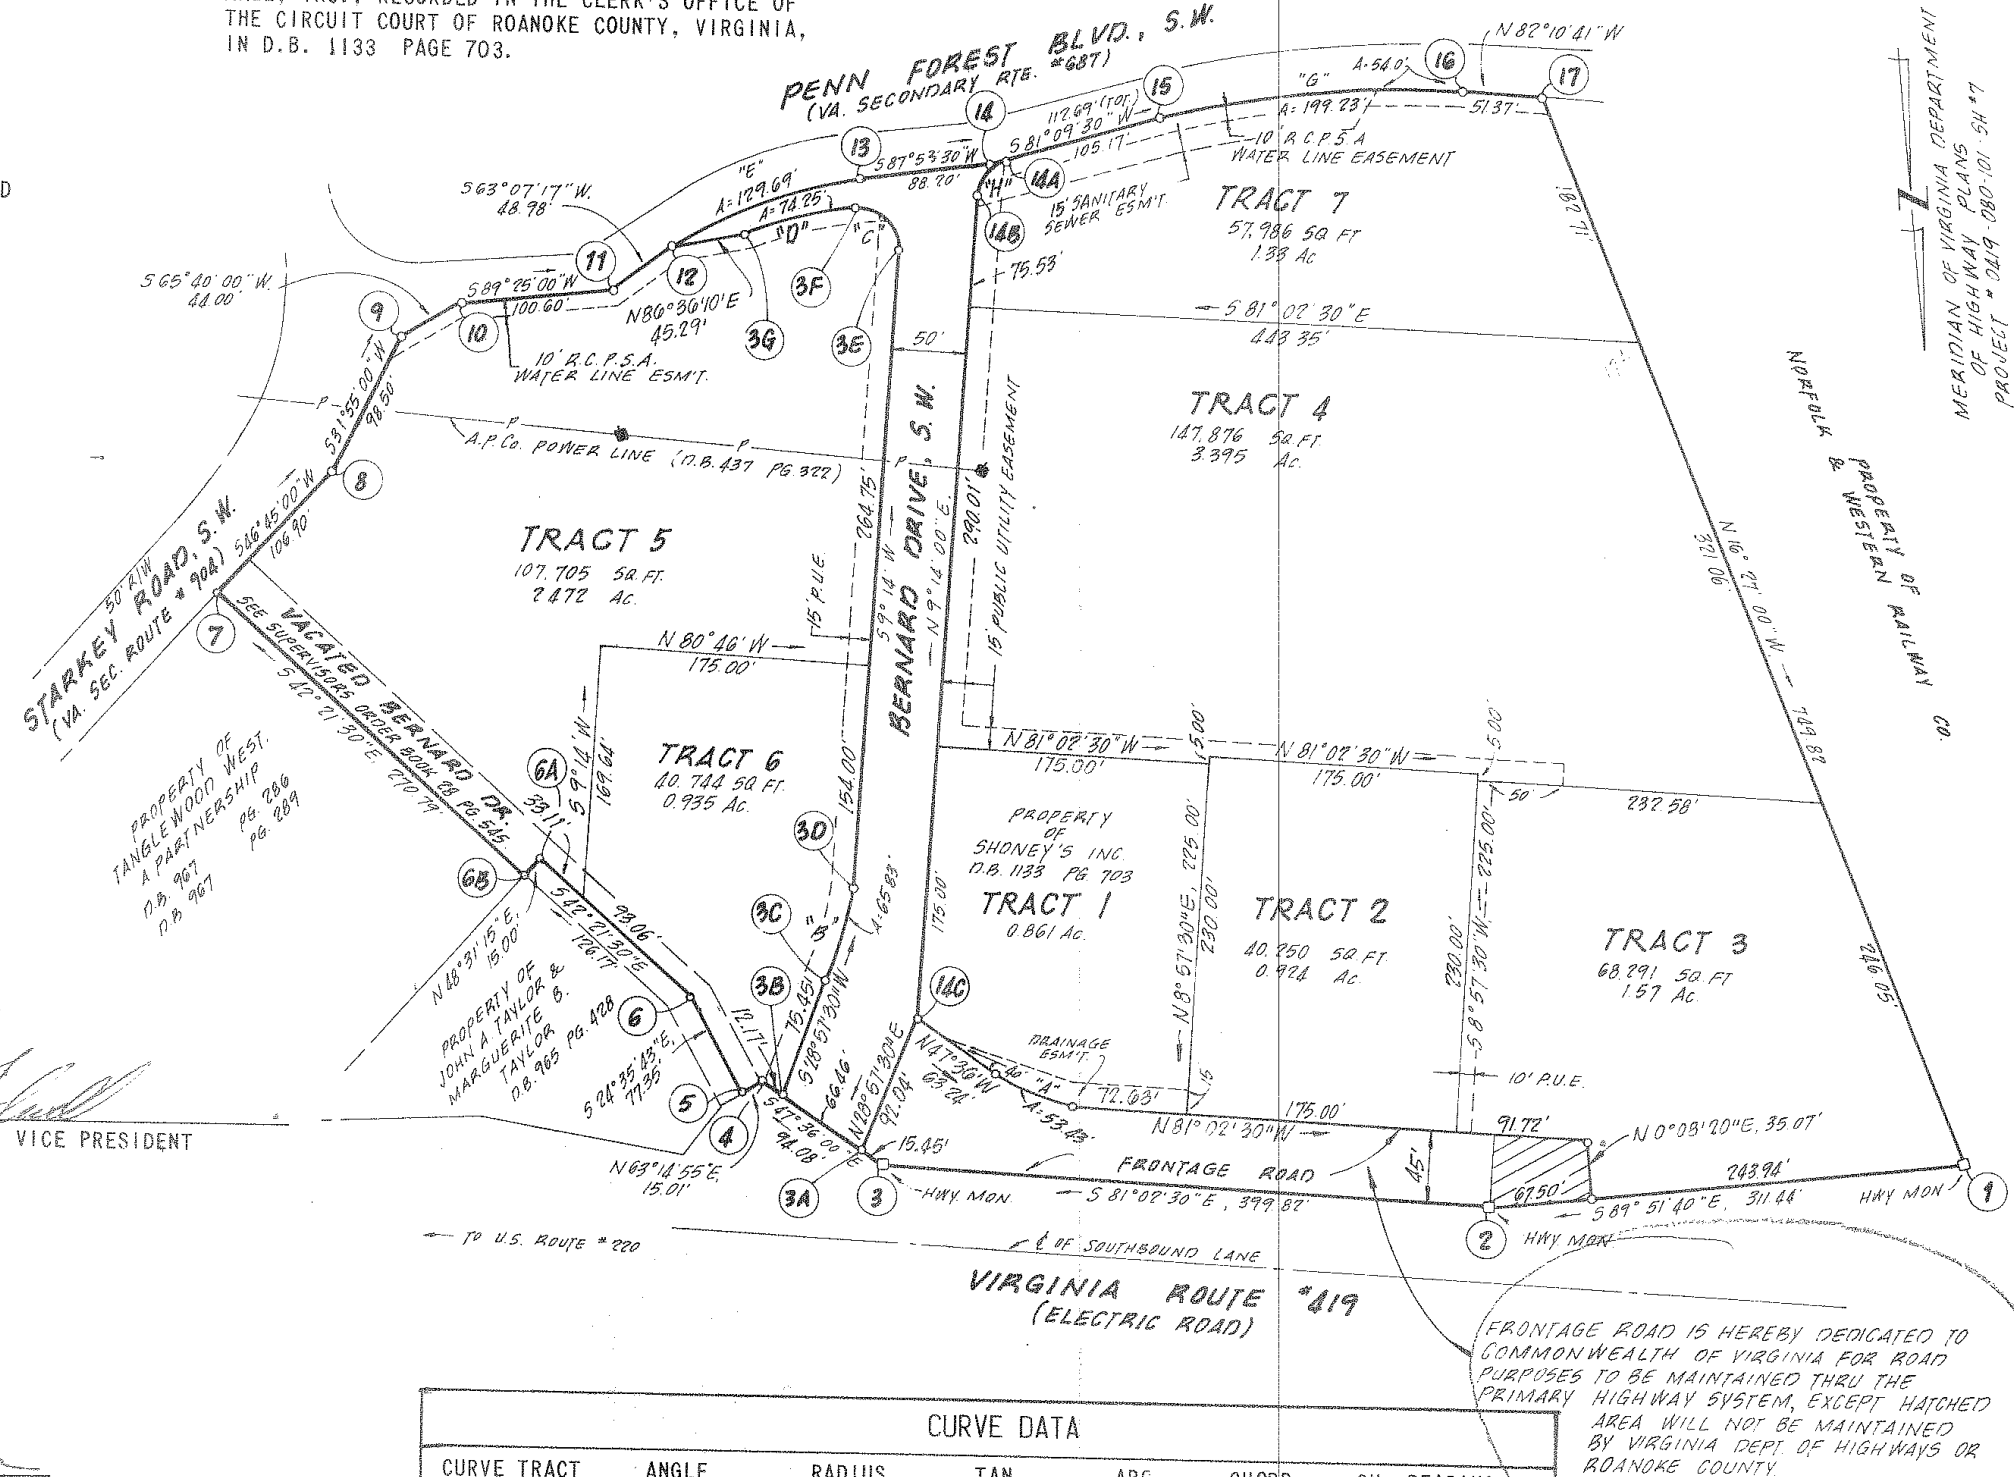 THE CIRCUIT COURT OF ROANOKE COUNTY, VIRGINIA,
IN D.B. 1133 PAGE 703.
D
PENN FOREST BLVD., S.W.
(VA. SECONDARY RTE. #687)
N 82°10'41" W
MERIDIAN OF VIRGINIA DEPARTMENT
OF HIGHWAY PLANS
PROJECT # 0419-080-101 SH #7
13
14
15
16
17
"E"
A=129.69'
A=74.25'
S 87°53'30" W
88.20'
112.69' (TOT.)
S 81°09'30" W
105.17'
"G"
A=54.0'
A=199.23'
51.37'
10' R.C.P.S.A
WATER LINE EASEMENT
"H"
14A
14B
15' SANITARY
SEWER ESM'T.
TRACT 7
57,986 SQ FT
1.33 Ac
182.71'
S 63°07'17" W.
48.98'
S 65°40'00" W.
44.00'
9
10
11
12
S 89°25'00" W
100.60'
"D"
"C"
3F
3G
3E
N 86°36'10" E
45.29'
10' R.C.P.S.A.
WATER LINE ESM'T.
75.53'
50'
S 81°02'30" E
443.35'
S 31°55'00" W
98.50'
P
P
P
P
A.P.Co. POWER LINE (D.B. 437 PG. 322)
8
S 46°45'00" W
106.90'
50' R/W
STARKEY ROAD, S.W.
(VA. SEC. ROUTE #904)
7
TRACT 4
147,876 SQ.FT.
3.395 Ac.
TRACT 5
107,705 SQ.FT.
2.472 Ac.
15' P.U.E.
264.75'
S 9°14' W
BERNARD DRIVE, S.W.
N 9°14'00" E.
290.01'
15' PUBLIC UTILITY EASEMENT
N 16°27'00" W. 749.82'
321.06'
PROPERTY OF
NORFOLK & WESTERN RAILWAY CO.
N 80°46' W
175.00'
VACATED BERNARD DR.
SEE SUPERVISORS ORDER BOOK 28 PG. 545
S 42°21'30" E. 270.79'
PROPERTY OF
TANGLEWOOD WEST.
A PARTNERSHIP
D.B. 967 PG. 286
D.B. 967 PG. 289
6A
33.11'
S 9°14' W
169.64'
TRACT 6
40,744 SQ FT.
0.935 Ac.
154.00'
3D
N 81°02'30" W
175.00'
5.00'
N 81°02'30" W
175.00'
5.00'
50'
232.58'
PROPERTY
OF
SHONEY'S INC.
D.B. 1133 PG. 703
TRACT 1
0.861 Ac.
175.00'
N 8°57'30" E, 225.00'
230.00'
TRACT 2
40,250 SQ FT.
0.924 Ac.
230.00'
S 8°57'30" W. 225.00'
TRACT 3
68,291 SQ.FT
1.57 Ac.
246.05'
6B
N 48°31'15" E,
15.00'
93.06'
S 42°21'30" E
126.17'
3C
"B"
A=65.83'
3B
12.17'
75.45'
S 28°57'30" W
PROPERTY OF
JOHN A TAYLOR &
MARGUERITE B.
TAYLOR
D.B. 965 PG. 428
6
S 24°35'43" E,
77.35'
5
4
14C
N 28°57'30" E
92.04'
66.46'
S 47°36'00" E
94.08'
N 47°36' W
63.24'
"A"
A=53.43'
DRAINAGE
ESM'T.
72.63'
15'
175.00'
N 81°02'30" W
10' P.U.E.
91.72'
N 0°08'20" E, 35.07'
N 63°14'55" E,
15.01'
3A
3
15.45'
HWY MON.
FRONTAGE ROAD
S 81°02'30" E, 399.82'
45'
67.50'
243.94'
S 89°51'40" E, 311.44'
HWY MON
1
2
HWY MON
VICE PRESIDENT
TO U.S. ROUTE #220
℄ OF SOUTHBOUND LANE
VIRGINIA ROUTE #419
(ELECTRIC ROAD)
FRONTAGE ROAD IS HEREBY DEDICATED TO
COMMONWEALTH OF VIRGINIA FOR ROAD
PURPOSES TO BE MAINTAINED THRU THE
PRIMARY HIGHWAY SYSTEM, EXCEPT HATCHED
AREA WILL NOT BE MAINTAINED
BY VIRGINIA DEPT. OF HIGHWAYS OR
ROANOKE COUNTY.
CURVE DATA
CURVE TRACT ANGLE RADIUS TAN ARC CHORD